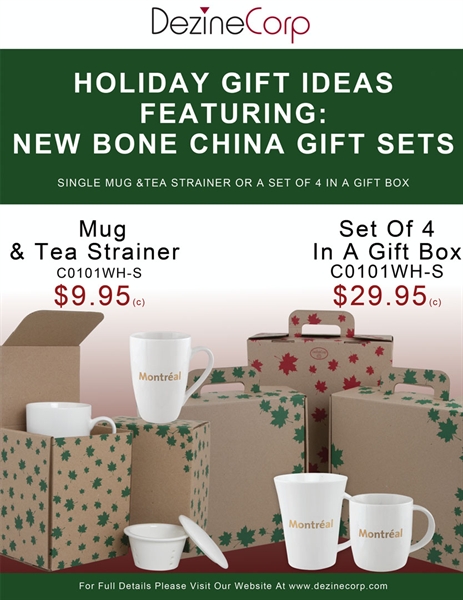 DezineCorp
HOLIDAY GIFT IDEAS
FEATURING:
NEW BONE CHINA GIFT SETS
SINGLE MUG &TEA STRAINER OR A SET OF 4 IN A GIFT BOX
Mug
& Tea Strainer
C0101WH-S
$9.95(c)
Set Of 4
In A Gift Box
C0101WH-S
$29.95(c)
Montréal
Montréal
Montréal
For Full Details Please Visit Our Website At www.dezinecorp.com